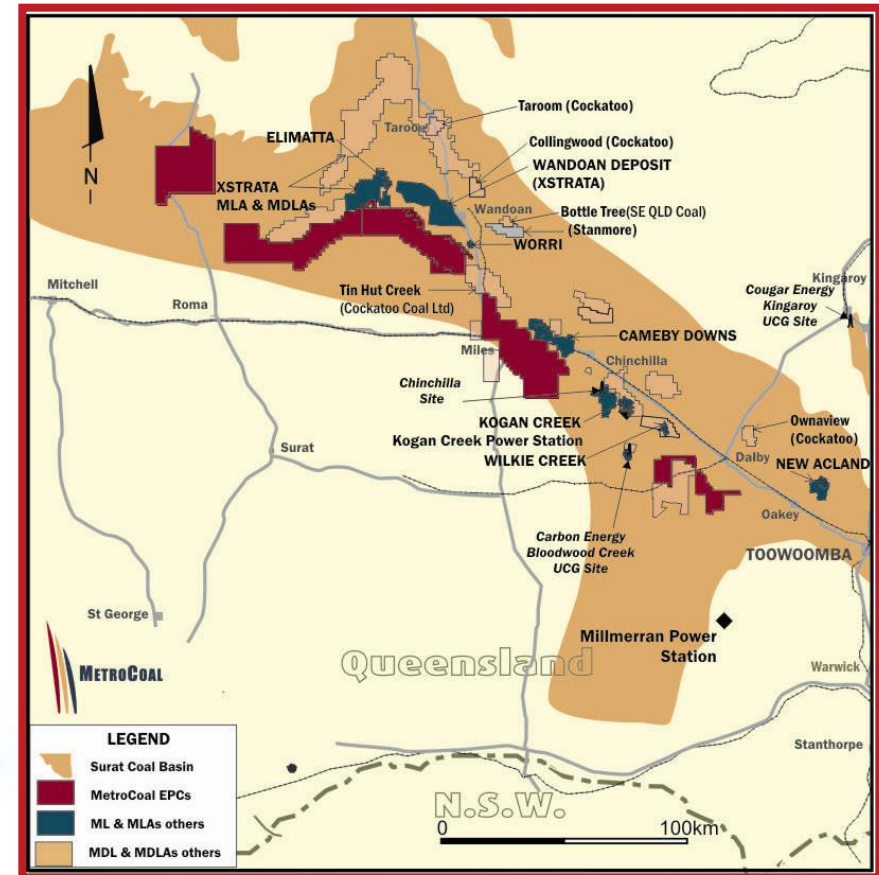 Taroom (Cockatoo)
ELIMATTA
Taroom
Collingwood (Cockatoo)
N
WANDOAN DEPOSIT
(XSTRATA)
XSTRATA
MLA & MDLAs
Wandoan
Bottle Tree(SE QLD Coal)
(Stanmore)
WORRI
Mitchell
Roma
Tin Hut Creek
(Cockatoo Coal Ltd)
Kingaroy
Cougar Energy
Kingaroy
UCG Site
CAMEBY DOWNS
Miles
Chinchilla
Chinchilla
Site
KOGAN CREEK
Kogan Creek Power Station
WILKIE CREEK
Ownaview
(Cockatoo)
Surat
Dalby
NEW ACLAND
Oakey
Carbon Energy
Bloodwood Creek
UCG Site
TOOWOOMBA
St George
Millmerran Power
Station
METROCOAL
Queensland
Warwick
Stanthorpe
LEGEND
Surat Coal Basin
MetroCoal EPCs
ML & MLAs others
MDL & MDLAs others
N.S.W.
0 100km